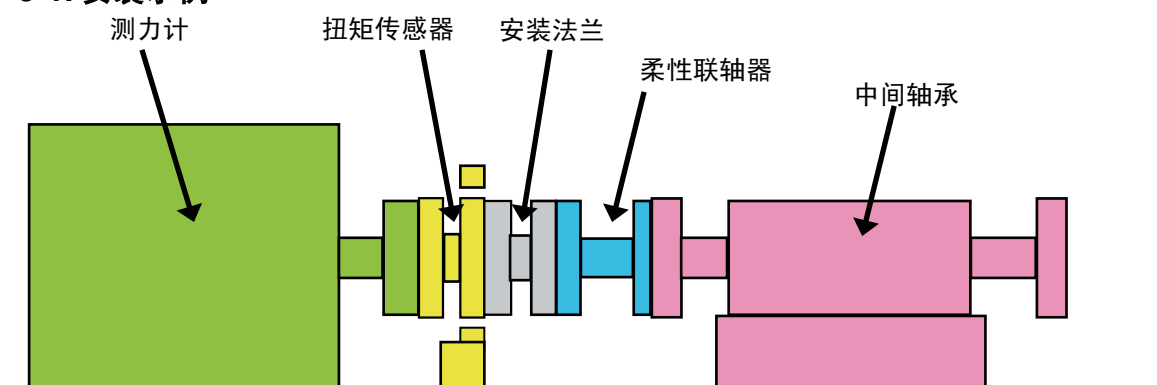 测力计
扭矩传感器
安装法兰
柔性联轴器
中间轴承